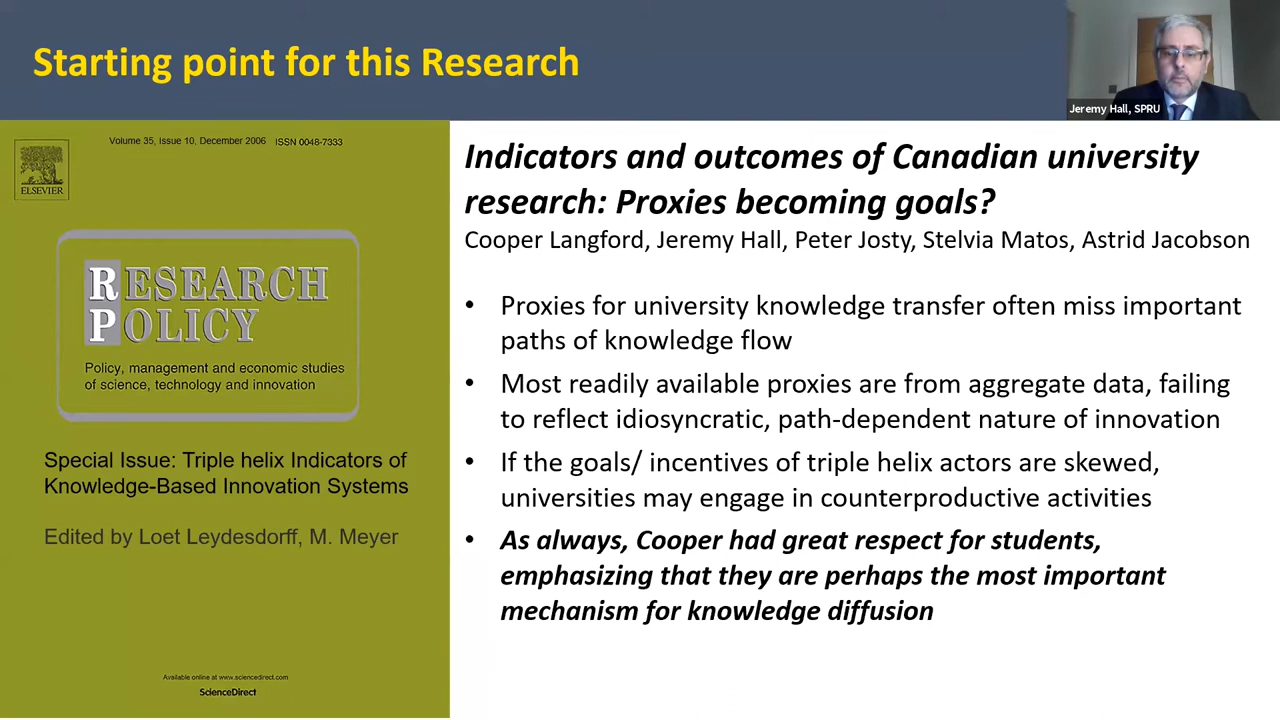 Starting point for this Research
Jeremy Hall, SPRU
Volume 35, Issue 10, December 2006 ISSN 0048-7333
ELSEVIER
RESEARCH
POLICY
Policy, management and economic studies
of science, technology and innovation
Special Issue: Triple helix Indicators of
Knowledge-Based Innovation Systems
Edited by Loet Leydesdorff, M. Meyer
Available online at www.sciencedirect.com
ScienceDirect
Indicators and outcomes of Canadian university
research: Proxies becoming goals?
Cooper Langford, Jeremy Hall, Peter Josty, Stelvia Matos, Astrid Jacobson
• Proxies for university knowledge transfer often miss important
paths of knowledge flow
• Most readily available proxies are from aggregate data, failing
to reflect idiosyncratic, path-dependent nature of innovation
• If the goals/ incentives of triple helix actors are skewed,
universities may engage in counterproductive activities
• As always, Cooper had great respect for students,
emphasizing that they are perhaps the most important
mechanism for knowledge diffusion